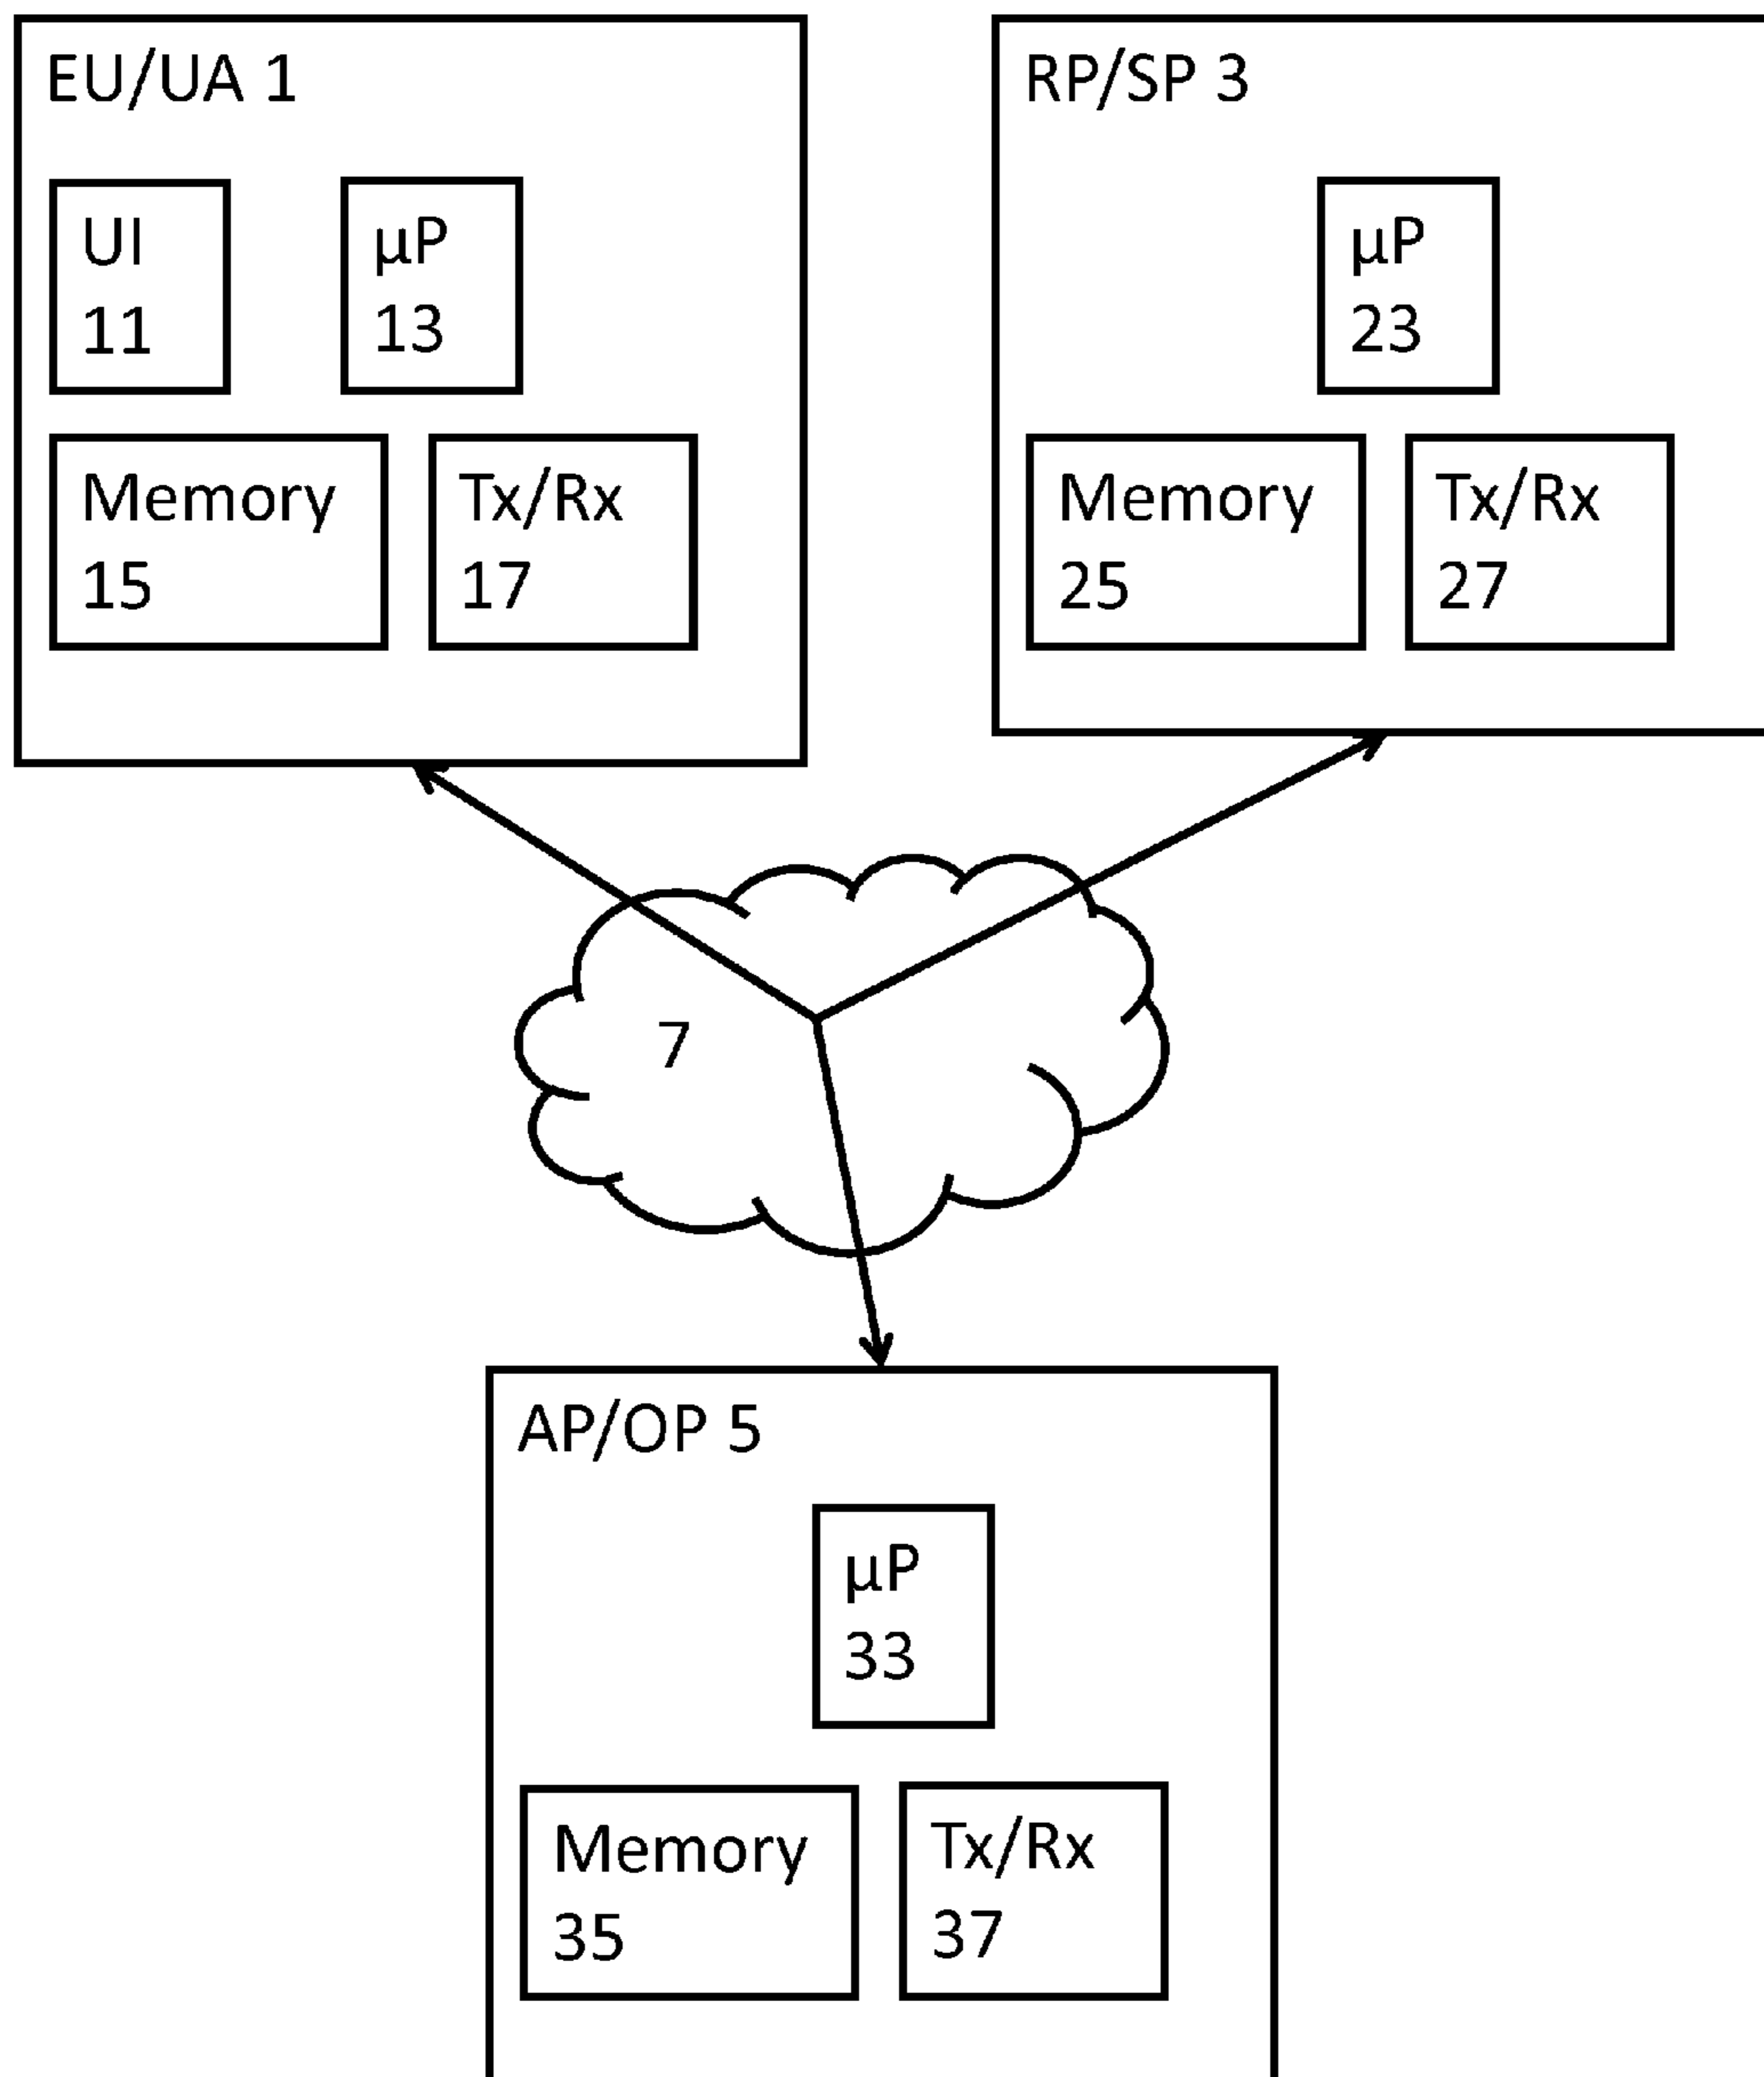 EU/UA 1
UI
11
µP
13
Memory
15
Tx/Rx
17
RP/SP 3
µP
23
Memory
25
Tx/Rx
27
7
AP/OP 5
µP
33
Memory
35
Tx/Rx
37